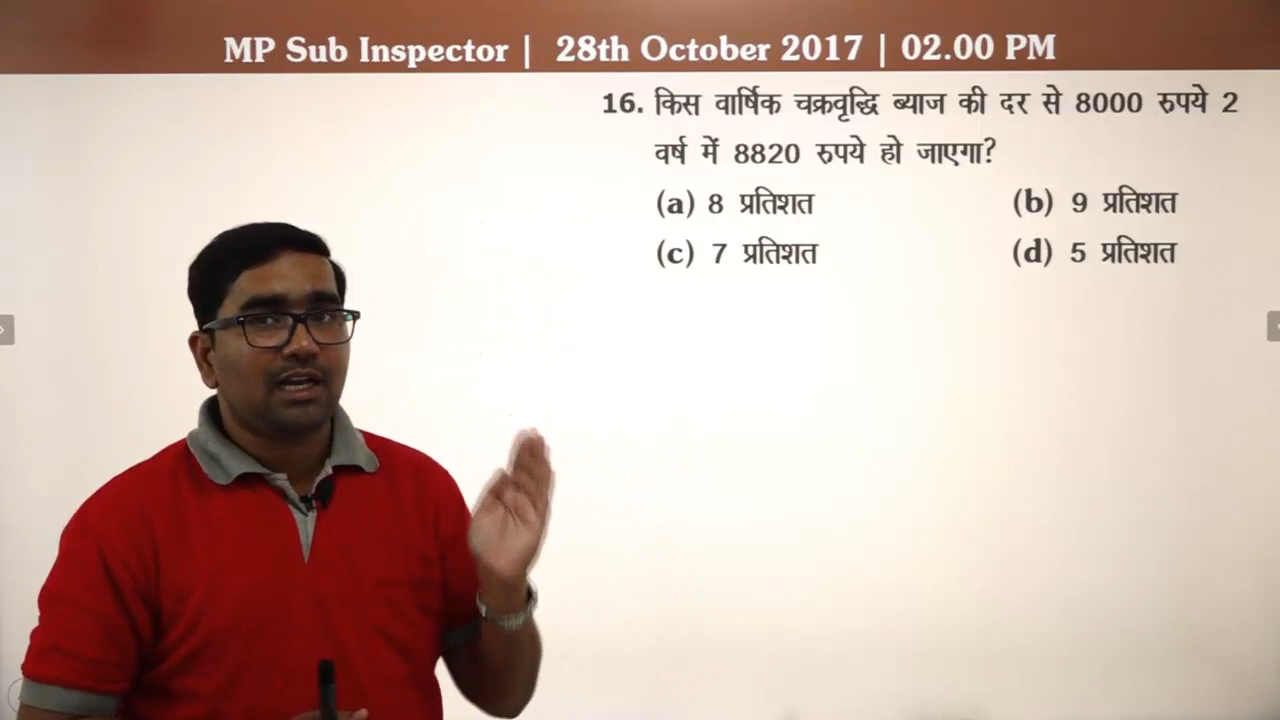 MP Sub Inspector | 28th October 2017 | 02.00 PM
16. किस वार्षिक चक्रवृद्धि ब्याज की दर से 8000 रुपये 2
वर्ष में 8820 रुपये हो जाएगा?
(a) 8 प्रतिशत (b) 9 प्रतिशत
(c) 7 प्रतिशत (d) 5 प्रतिशत